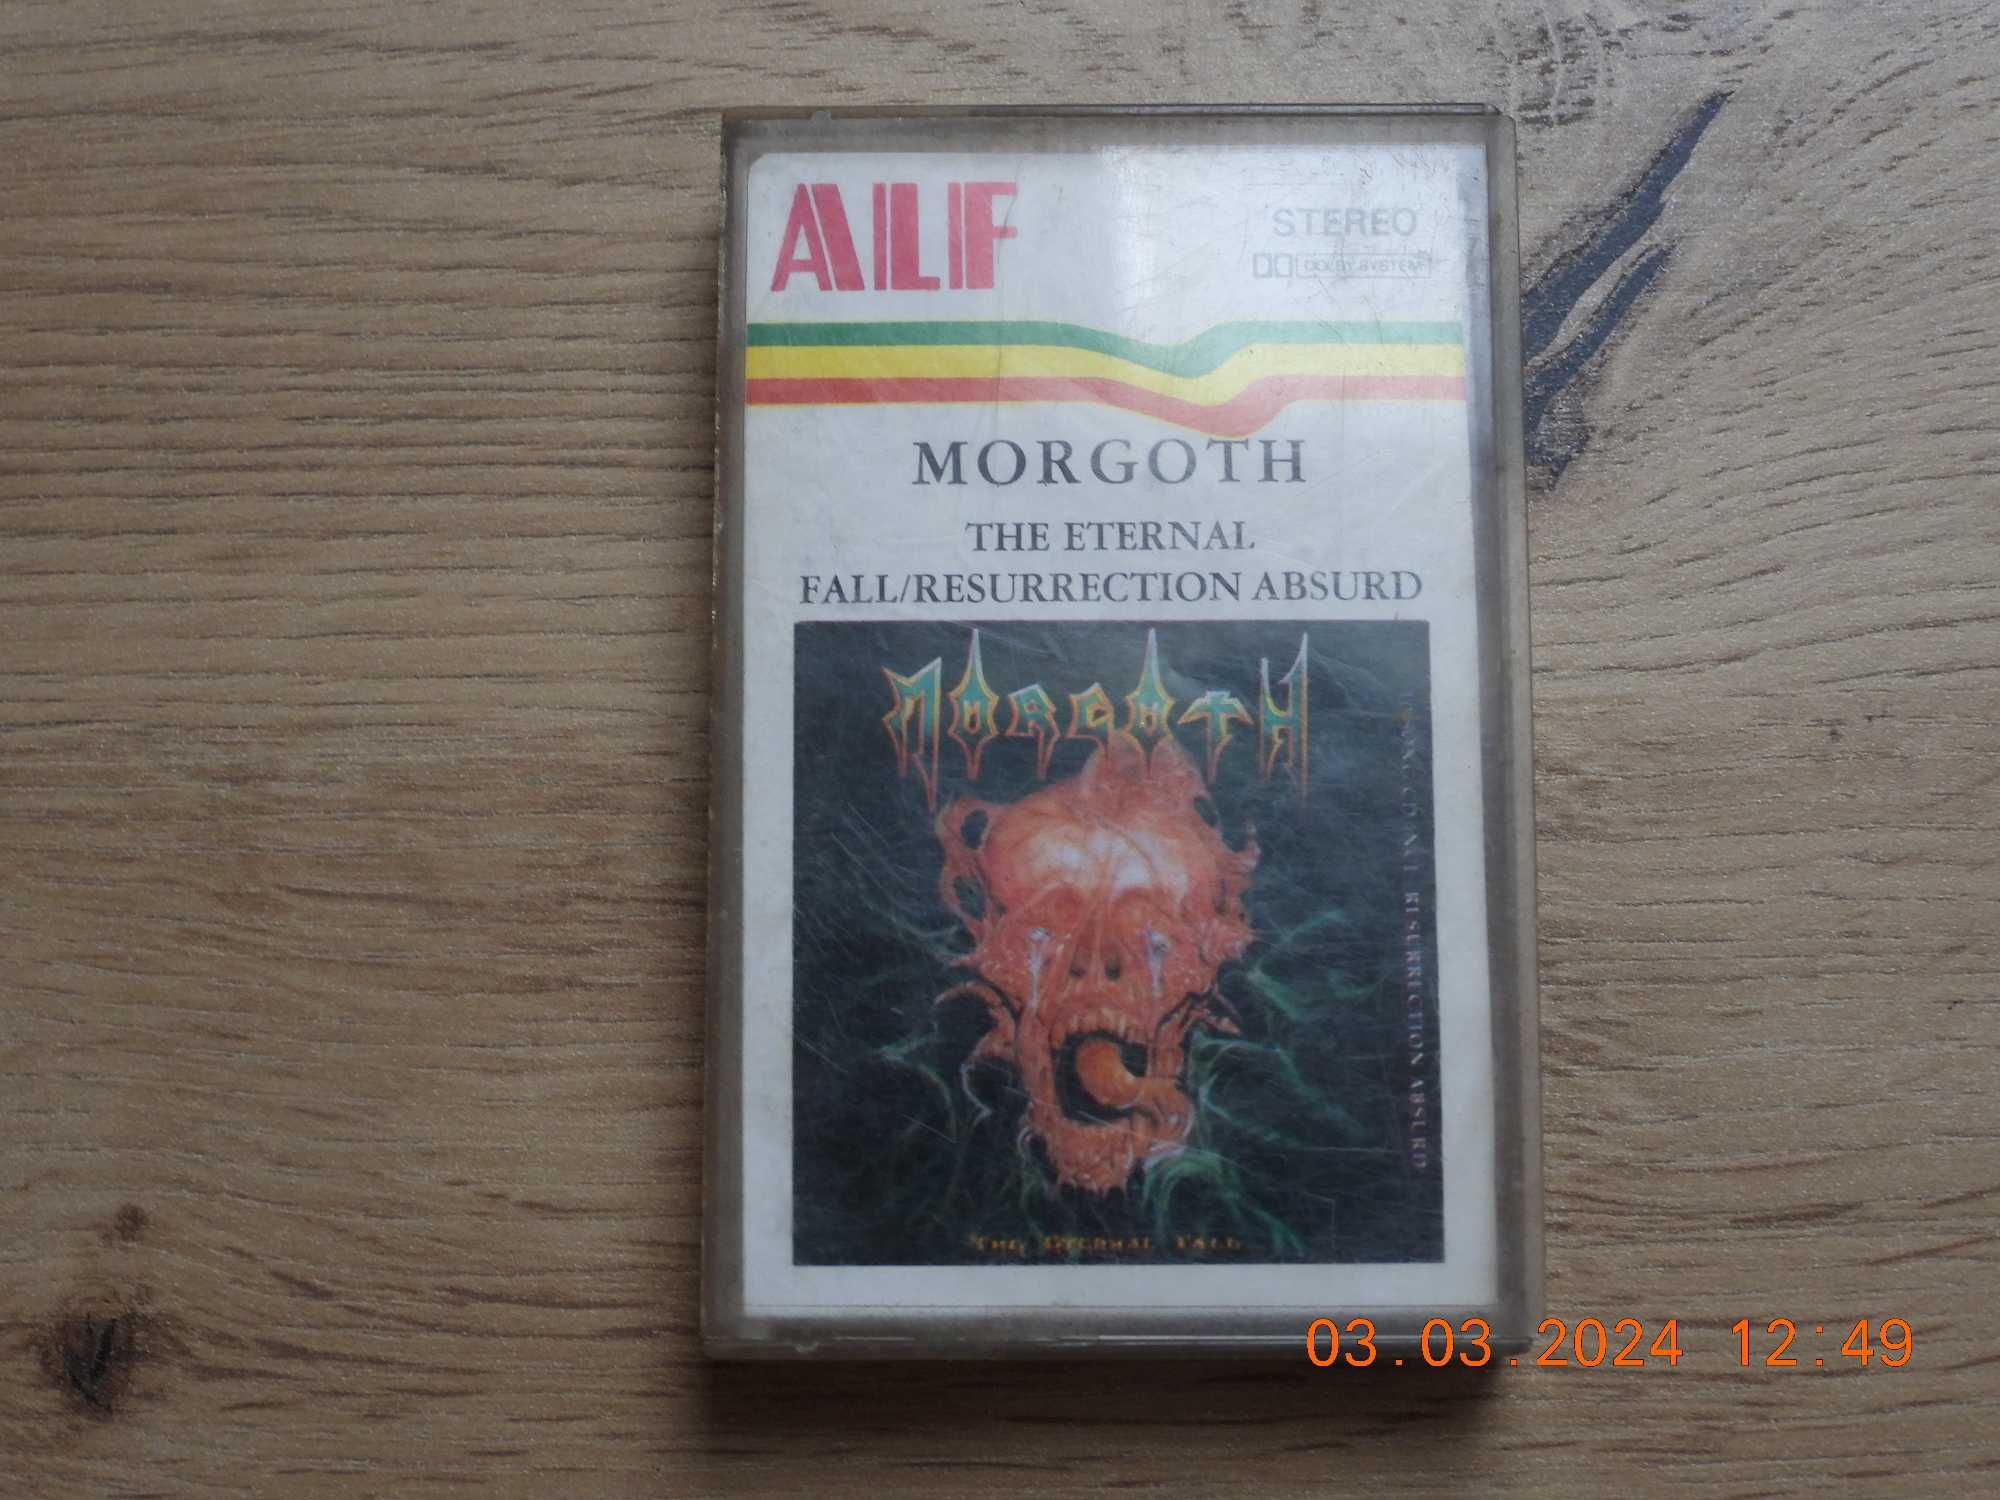 ALF
STEREO
DOLBY SYSTEM
MORGOTH
THE ETERNAL
FALL/RESURRECTION ABSURD
MORGOTH
RESURRECTION ABSURD
THE ETERNAL FALL
03.03.2024 12:49